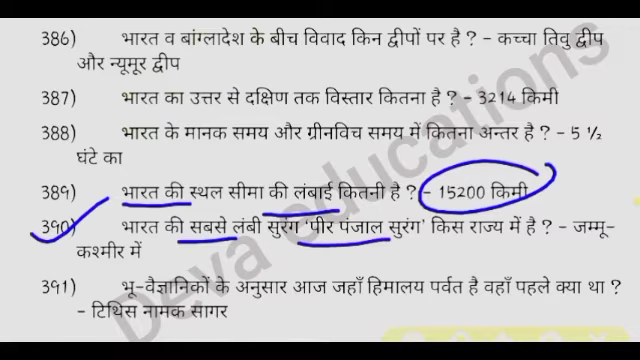 386) भारत व बांग्लादेश के बीच विवाद किन द्वीपों पर है ? - कच्चा तिवु द्वीप
और न्यूमूर द्वीप
387) भारत का उत्तर से दक्षिण तक विस्तार कितना है ? - 3214 किमी
388) भारत के मानक समय और ग्रीनविच समय में कितना अन्तर है ? - 5 ½
घंटे का
389) भारत की स्थल सीमा की लंबाई कितनी है ? - 15200 किमी
390) भारत की सबसे लंबी सुरंग 'पीर पंजाल सुरंग' किस राज्य में है ? - जम्मू-
कश्मीर में
391) भू-वैज्ञानिकों के अनुसार आज जहाँ हिमालय पर्वत है वहाँ पहले क्या था ?
- टिथिस नामक सागर
Deva educations